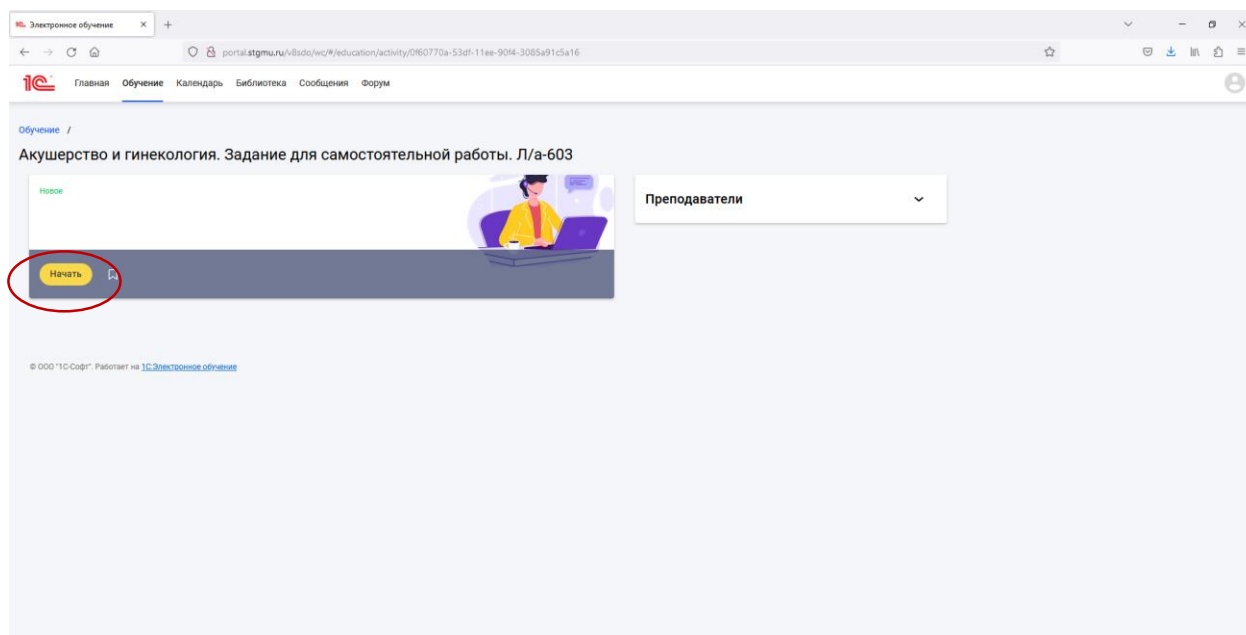 1С. Электронное обучение
portal.stgmu.ru/v8sdo/wc/#/education/activity/0f60770a-53df-11ee-90f4-3085a91c5a16
1С Главная Обучение Календарь Библиотека Сообщения Форум
Обучение /
Акушерство и гинекология. Задание для самостоятельной работы. Л/а-603
Новое
Преподаватели
Начать
© ООО "1С-Софт". Работает на 1С:Электронное обучение